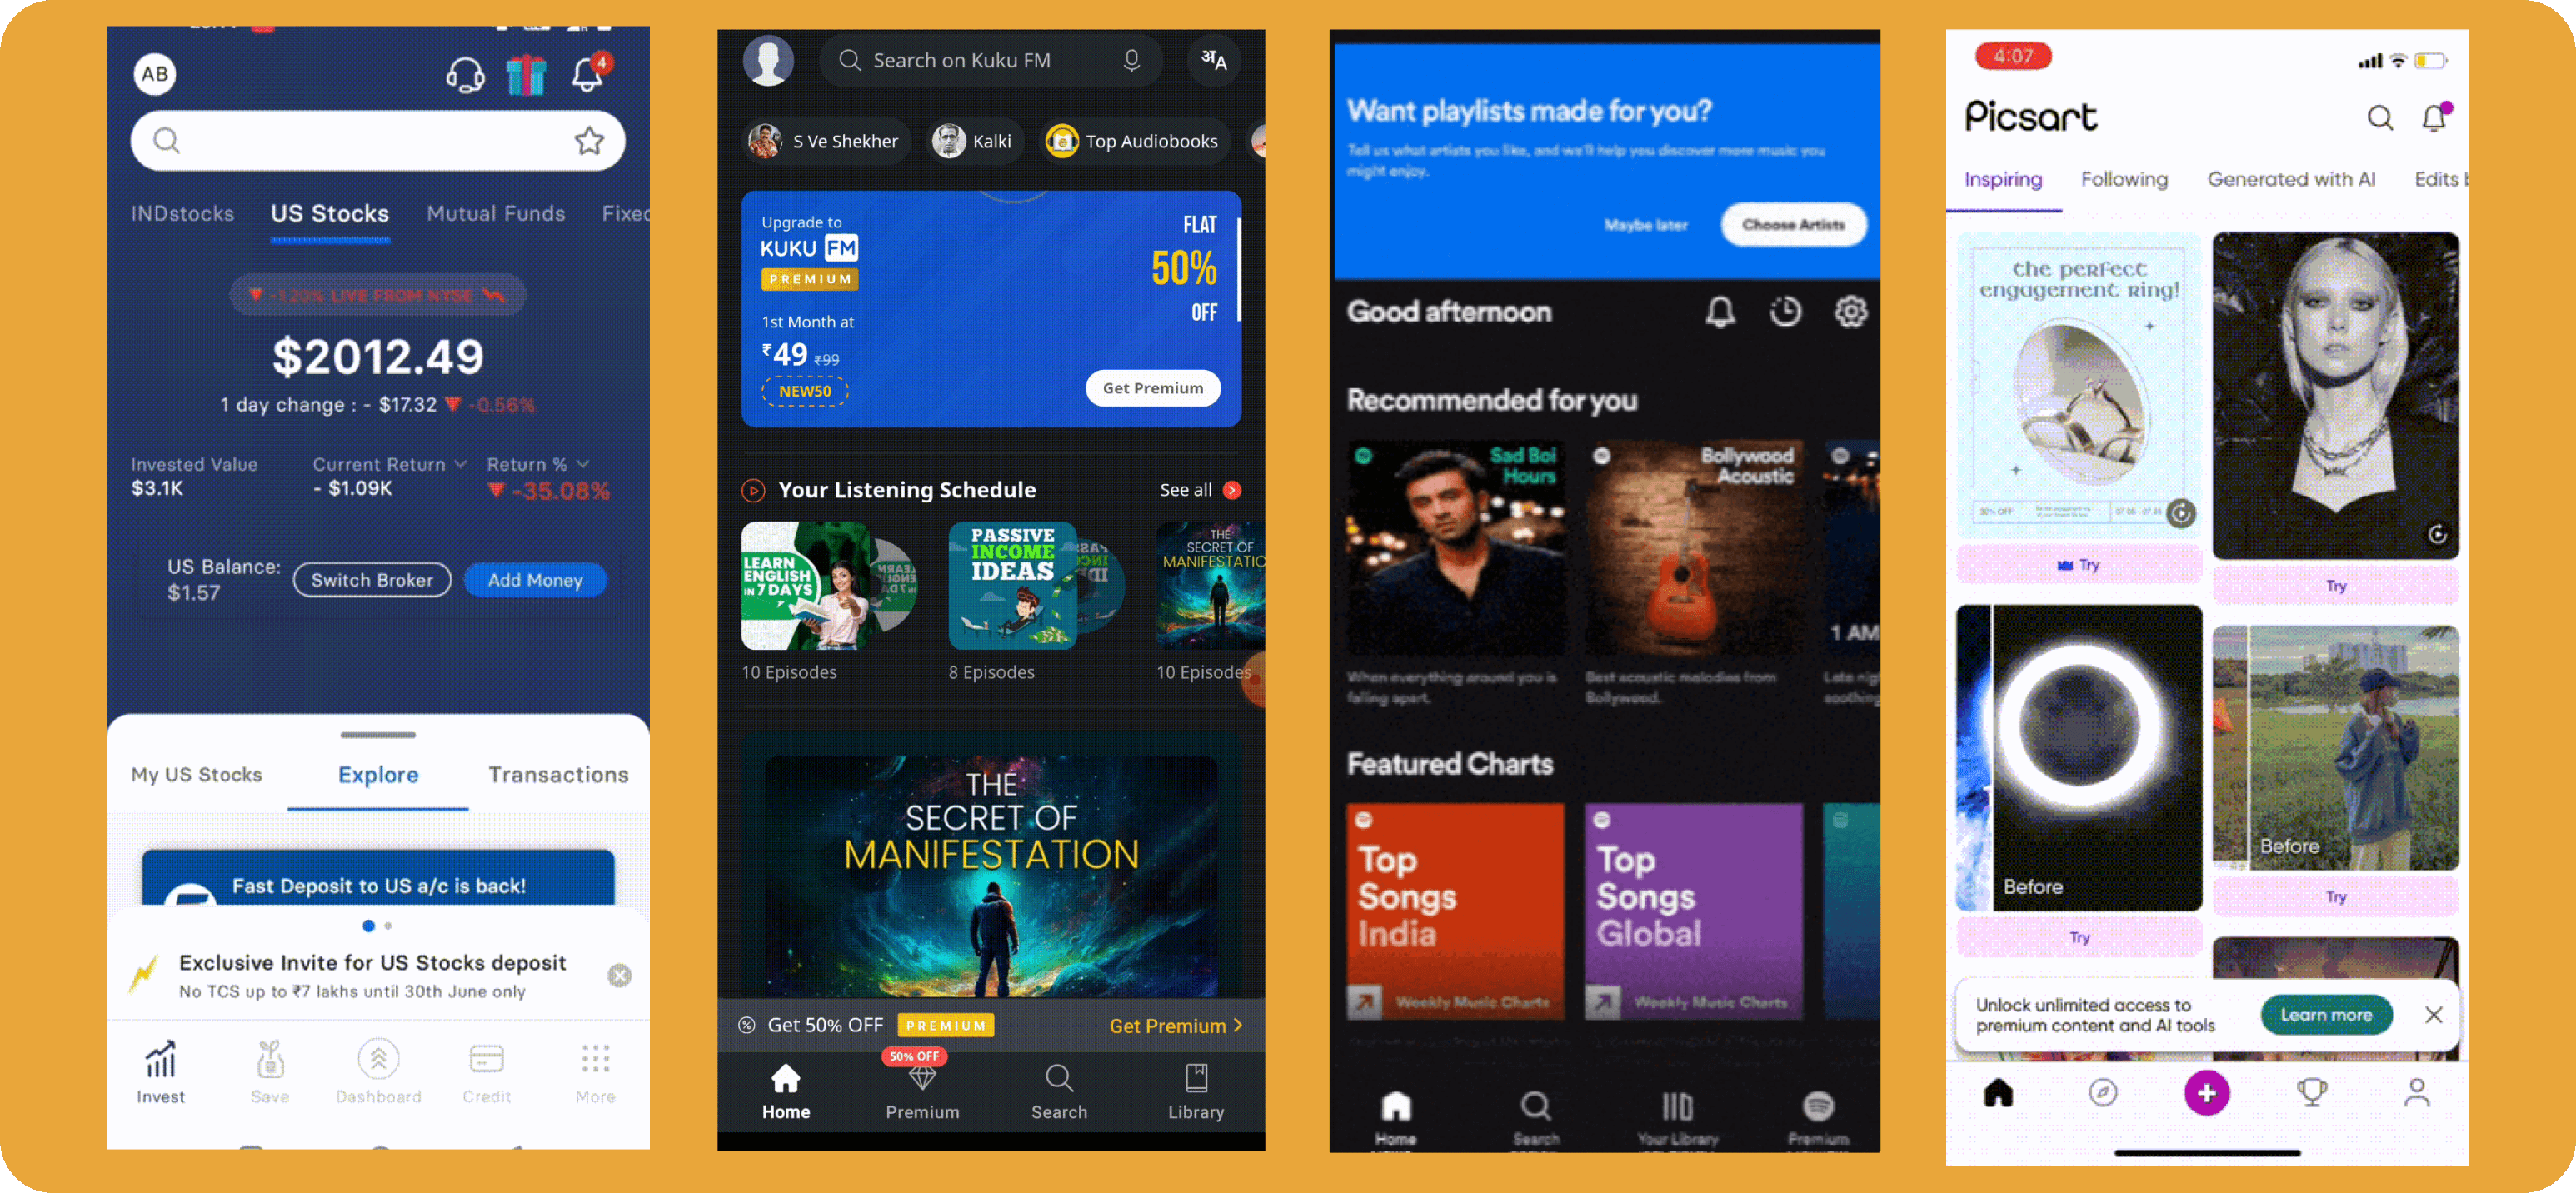 AB
4
INDstocks US Stocks Mutual Funds Fixed
-1.20% LIVE FROM NYSE
$2012.49
1 day change : - $17.32 -0.56%
Invested Value Current Return Return %
$3.1K - $1.09K -35.08%
US Balance:
$1.57
Switch Broker
Add Money
My US Stocks Explore Transactions
Fast Deposit to US a/c is back!
Exclusive Invite for US Stocks deposit
No TCS up to ₹7 lakhs until 30th June only
Invest Save Dashboard Credit More
Search on Kuku FM
अA
S Ve Shekher Kalki Top Audiobooks
Upgrade to
KUKU FM
PREMIUM
1st Month at
₹49 ₹99
NEW50
FLAT
50%
OFF
Get Premium
Your Listening Schedule See all
LEARN
ENGLISH
IN 7 DAYS
PASSIVE
INCOME
IDEAS
THE
SECRET OF
MANIFESTATIO
10 Episodes 8 Episodes 10 Episodes
THE
SECRET OF
MANIFESTATION
Get 50% OFF PREMIUM Get Premium
50% OFF
Home Premium Search Library
Want playlists made for you?
Tell us what artists you like, and we'll help you discover more music you
might enjoy.
Maybe later Choose Artists
Good afternoon
Recommended for you
Sad Boi
Hours
Bollywood
Acoustic
1 AM
When everything around you is
falling apart.
Best acoustic melodies from
Bollywood.
Late nig
soothing
Featured Charts
Top
Songs
India
Weekly Music Charts
Top
Songs
Global
Weekly Music Charts
Home Search Your Library Premium
4:07
Picsart
Inspiring Following Generated with AI Edits b
the perfect
engagement ring!
30% OFF
Try
Try
Before
Before
Try
Try
Unlock unlimited access to
premium content and AI tools
Learn more